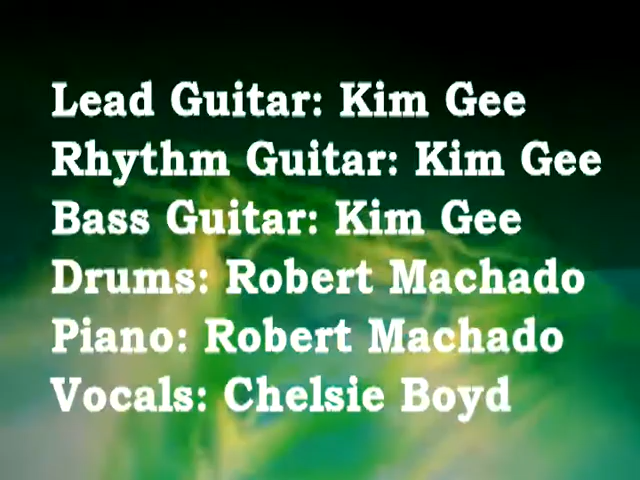 Lead Guitar: Kim Gee
Rhythm Guitar: Kim Gee
Bass Guitar: Kim Gee
Drums: Robert Machado
Piano: Robert Machado
Vocals: Chelsie Boyd